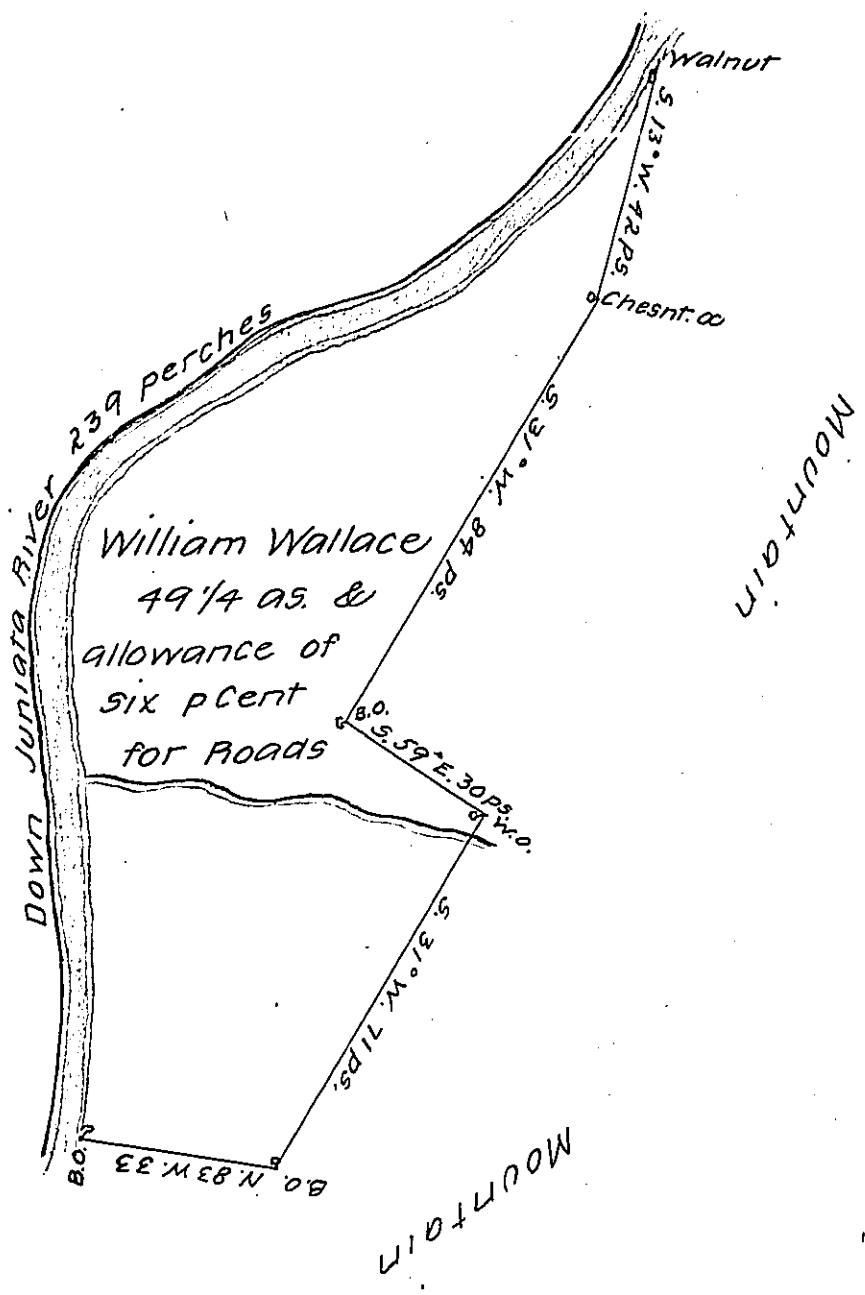 Walnut
S. 13° W. 42 ps.
Chesnt. oo
S. 31° W. 84 ps.
Mountain
Down Juniata River 239 perches
William Wallace
49 1/4 as. &
allowance of
six p Cent
for Roads
B.O.
S. 59° E. 30 ps.
W.O.
S. 31° W. 71 ps.
B.O.
N. 83 W. 33
B.O.
Mountain